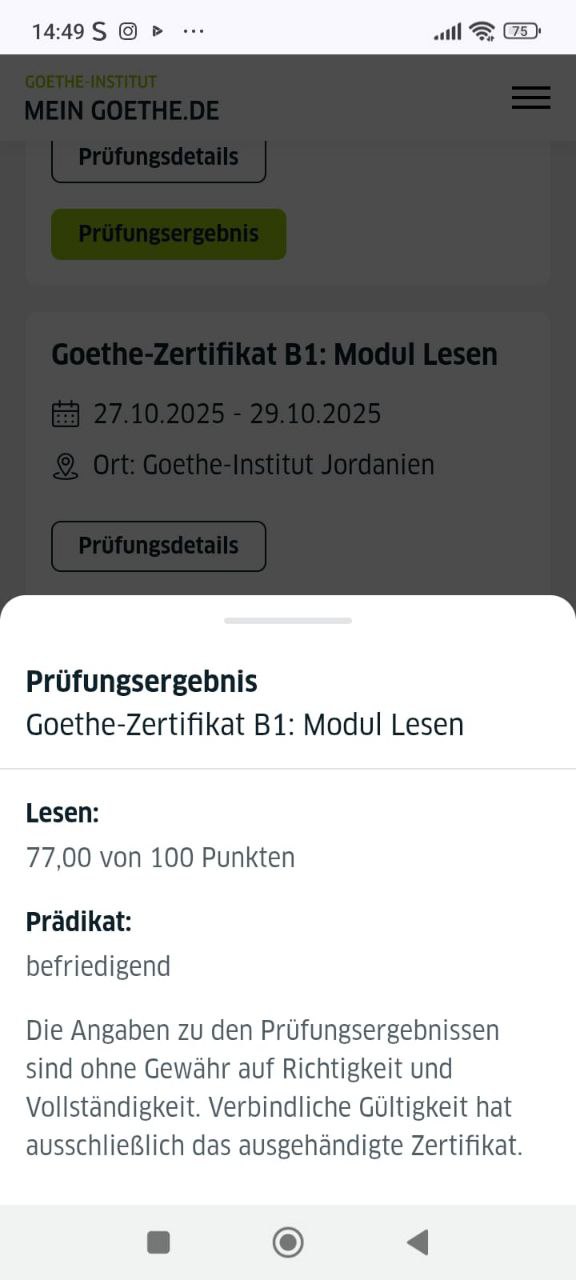 14:49 S ...
75
GOETHE-INSTITUT
MEIN GOETHE.DE
Prüfungsdetails
Prüfungsergebnis
Goethe-Zertifikat B1: Modul Lesen
27.10.2025 - 29.10.2025
Ort: Goethe-Institut Jordanien
Prüfungsdetails
Prüfungsergebnis
Goethe-Zertifikat B1: Modul Lesen
Lesen:
77,00 von 100 Punkten
Prädikat:
befriedigend
Die Angaben zu den Prüfungsergebnissen
sind ohne Gewähr auf Richtigkeit und
Vollständigkeit. Verbindliche Gültigkeit hat
ausschließlich das ausgehändigte Zertifikat.